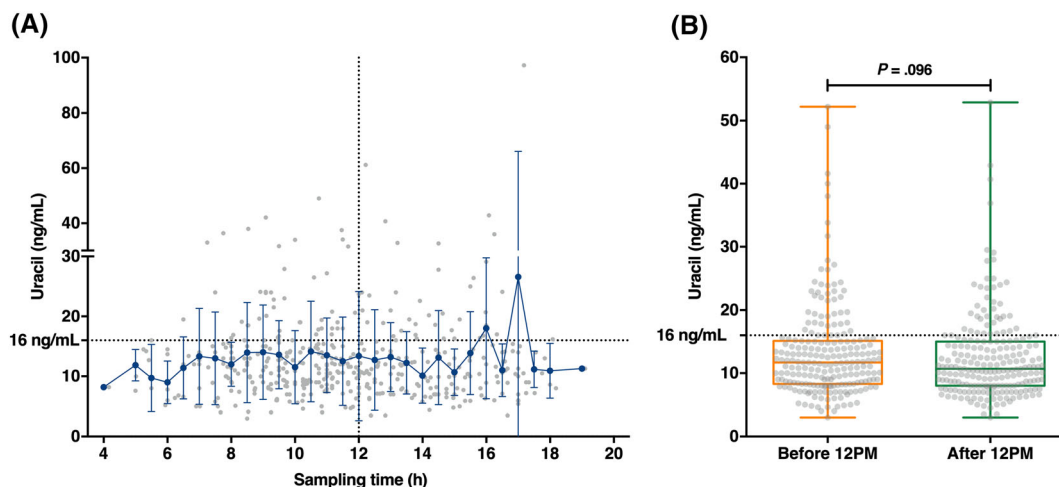 (A)
Uracil (ng/mL)
100
80
60
40
30
20
16 ng/mL
10
0
4 6 8 10 12 14 16 18 20
Sampling time (h)
(B)
P = .096
Uracil (ng/mL)
60
50
40
30
20
16 ng/mL
10
0
Before 12PM After 12PM